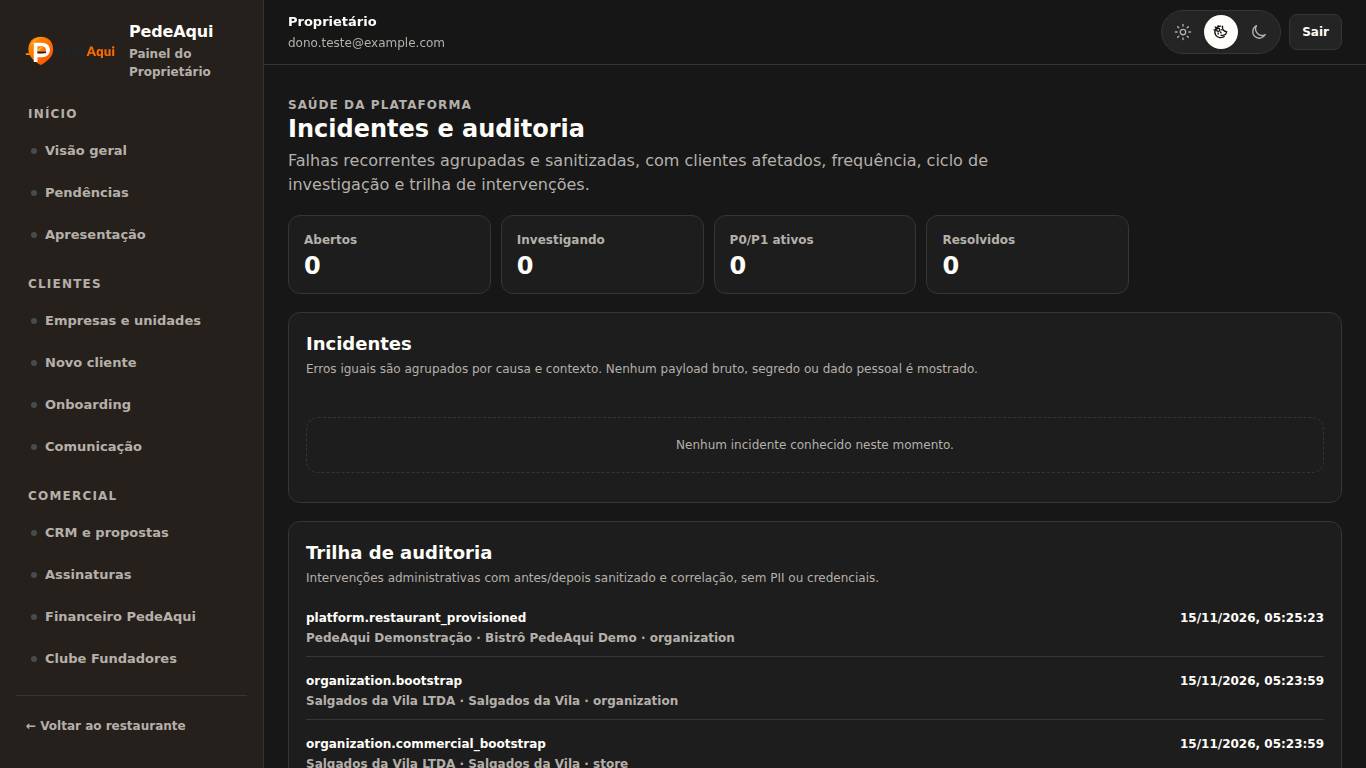 Aqui
PedeAqui
Painel do
Proprietário
INÍCIO
Visão geral
Pendências
Apresentação
CLIENTES
Empresas e unidades
Novo cliente
Onboarding
Comunicação
COMERCIAL
CRM e propostas
Assinaturas
Financeiro PedeAqui
Clube Fundadores
← Voltar ao restaurante
Proprietário
dono.teste@example.com
Sair
SAÚDE DA PLATAFORMA
Incidentes e auditoria
Falhas recorrentes agrupadas e sanitizadas, com clientes afetados, frequência, ciclo de
investigação e trilha de intervenções.
Abertos
0
Investigando
0
P0/P1 ativos
0
Resolvidos
0
Incidentes
Erros iguais são agrupados por causa e contexto. Nenhum payload bruto, segredo ou dado pessoal é mostrado.
Nenhum incidente conhecido neste momento.
Trilha de auditoria
Intervenções administrativas com antes/depois sanitizado e correlação, sem PII ou credenciais.
platform.restaurant_provisioned
15/11/2026, 05:25:23
PedeAqui Demonstração · Bistrô PedeAqui Demo · organization
organization.bootstrap
15/11/2026, 05:23:59
Salgados da Vila LTDA · Salgados da Vila · organization
organization.commercial_bootstrap
15/11/2026, 05:23:59
Salgados da Vila LTDA · Salgados da Vila · store